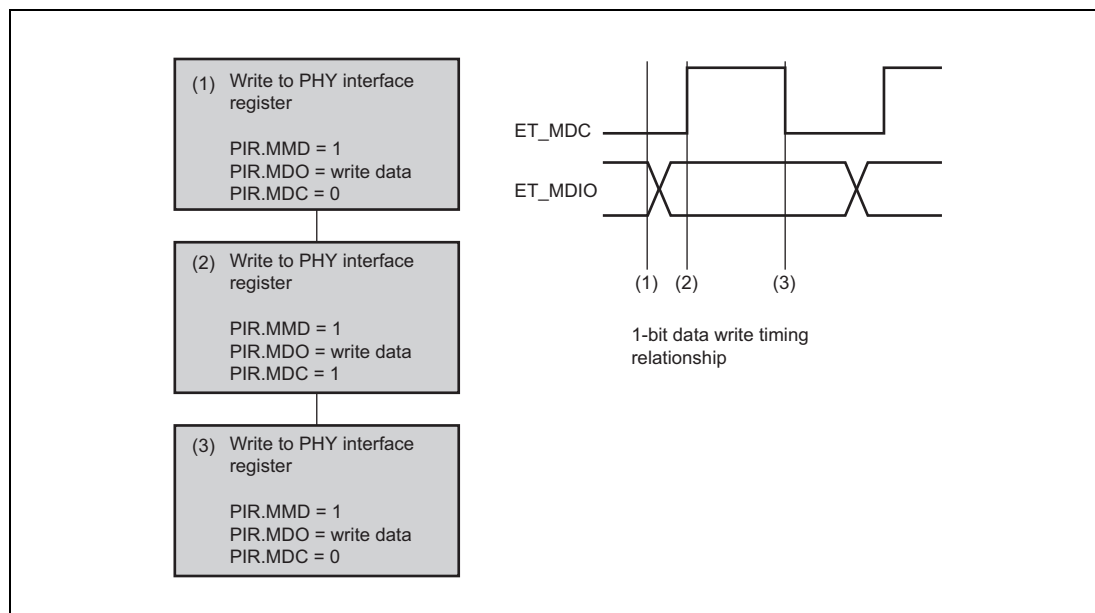 (1) Write to PHY interface
register
PIR.MMD = 1
PIR.MDO = write data
PIR.MDC = 0
(2) Write to PHY interface
register
PIR.MMD = 1
PIR.MDO = write data
PIR.MDC = 1
(3) Write to PHY interface
register
PIR.MMD = 1
PIR.MDO = write data
PIR.MDC = 0
ET_MDC
ET_MDIO
(1) (2) (3)
1-bit data write timing
relationship